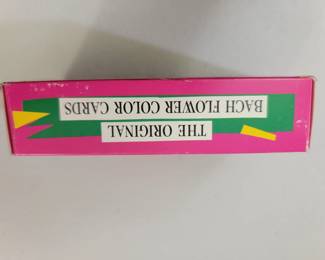 THE ORIGINAL
BACH FLOWER COLOR CARDS